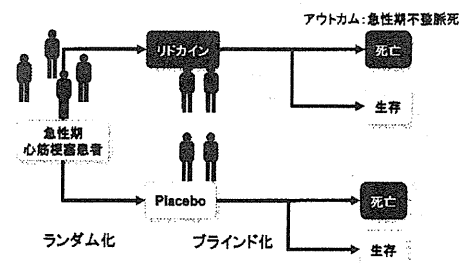 アウトカム：急性期不整脈死
リドカイン
死亡
生存
急性期
心筋梗塞患者
Placebo
死亡
ランダム化
ブラインド化
生存